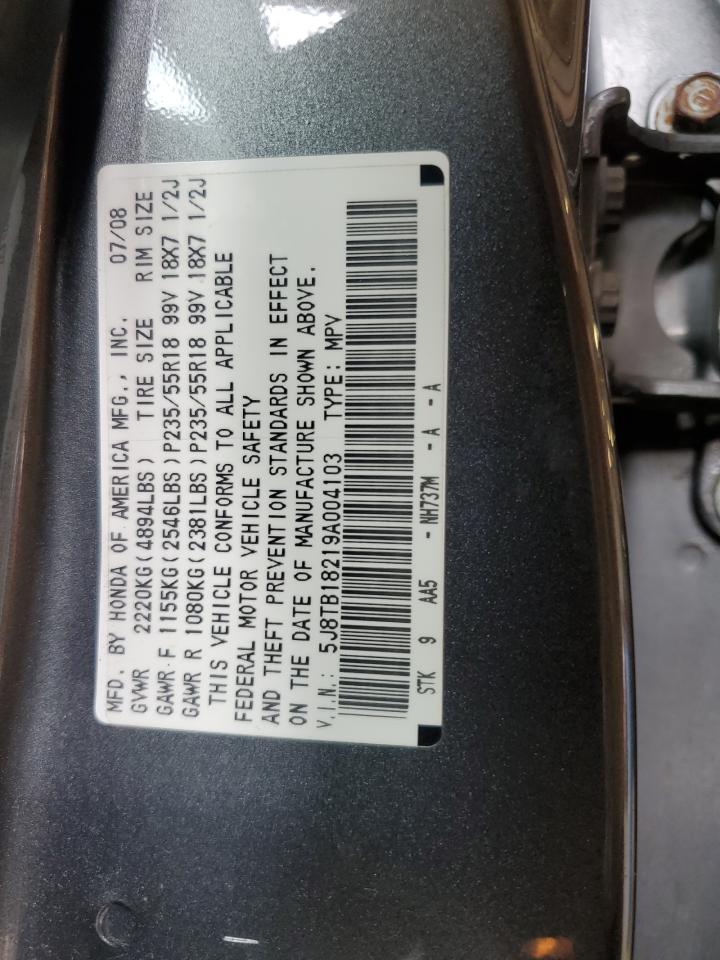 MFD. BY HONDA OF AMERICA MFG., INC. 07/08
GVWR 2220KG(4894LBS) TIRE SIZE RIM SIZE
GAWR F 1155KG(2546LBS)P235/55R18 99V 18X7 1/2J
GAWR R 1080KG(2381LBS)P235/55R18 99V 18X7 1/2J
THIS VEHICLE CONFORMS TO ALL APPLICABLE
FEDERAL MOTOR VEHICLE SAFETY
AND THEFT PREVENTION STANDARDS IN EFFECT
ON THE DATE OF MANUFACTURE SHOWN ABOVE.
V.I.N.: 5J8TB18219A004103 TYPE: MPV
STK 9 AA5 - NH737M - A - A